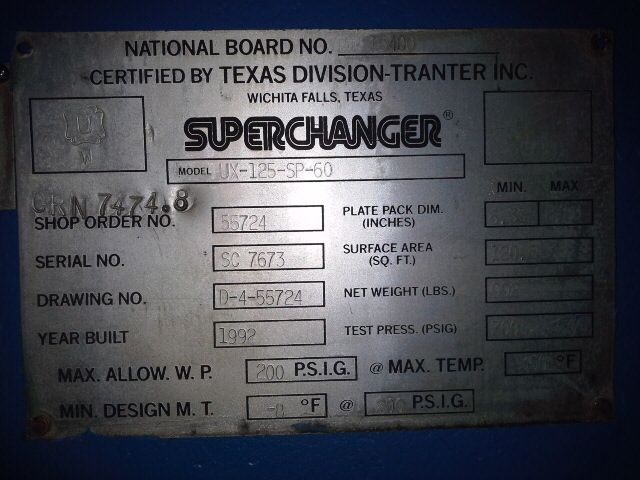 NATIONAL BOARD NO.
CERTIFIED BY TEXAS DIVISION-TRANTER INC.
WICHITA FALLS, TEXAS
U
W
SUPERCHANGER®
MODEL UX-125-SP-60
CRN 7474.8
MIN. MAX.
SHOP ORDER NO. 55724 PLATE PACK DIM. (INCHES)
SERIAL NO. SC 7673 SURFACE AREA (SQ. FT.)
DRAWING NO. D-4-55724 NET WEIGHT (LBS.)
YEAR BUILT 1992 TEST PRESS. (PSIG)
MAX. ALLOW. W. P. 200 P.S.I.G. @ MAX. TEMP. °F
MIN. DESIGN M. T. °F @ P.S.I.G.